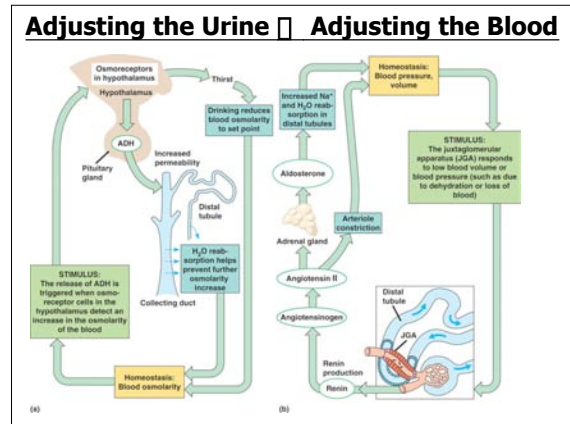 Adjusting the Urine ▯ Adjusting the Blood
Osmoreceptors
in hypothalamus
Hypothalamus
Thirst
Drinking reduces
blood osmolarity
to set point
ADH
Pituitary
gland
Increased
permeability
Distal
tubule
H2O reab-
sorption helps
prevent further
osmolarity
increase
STIMULUS:
The release of ADH is
triggered when osmo-
receptor cells in the
hypothalamus detect an
increase in the osmolarity
of the blood
Collecting duct
Homeostasis:
Blood osmolarity
(a)
Homeostasis:
Blood pressure,
volume
Increased Na+
and H2O reab-
sorption in
distal tubules
STIMULUS:
The juxtaglomerular
apparatus (JGA) responds
to low blood volume or
blood pressure (such as due
to dehydration or loss of
blood)
Aldosterone
Arteriole
constriction
Adrenal gland
Angiotensin II
Angiotensinogen
Distal
tubule
JGA
Renin
production
Renin
(b)